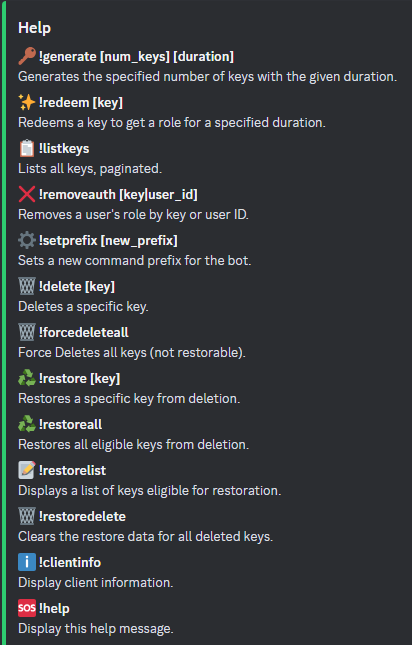 Help
!generate [num_keys] [duration]
Generates the specified number of keys with the given duration.
!redeem [key]
Redeems a key to get a role for a specified duration.
!listkeys
Lists all keys, paginated.
!removeauth [key|user_id]
Removes a user's role by key or user ID.
!setprefix [new_prefix]
Sets a new command prefix for the bot.
!delete [key]
Deletes a specific key.
!forcedeleteall
Force Deletes all keys (not restorable).
!restore [key]
Restores a specific key from deletion.
!restoreall
Restores all eligible keys from deletion.
!restorelist
Displays a list of keys eligible for restoration.
!restoredelete
Clears the restore data for all deleted keys.
!clientinfo
Display client information.
SOS !help
Display this help message.